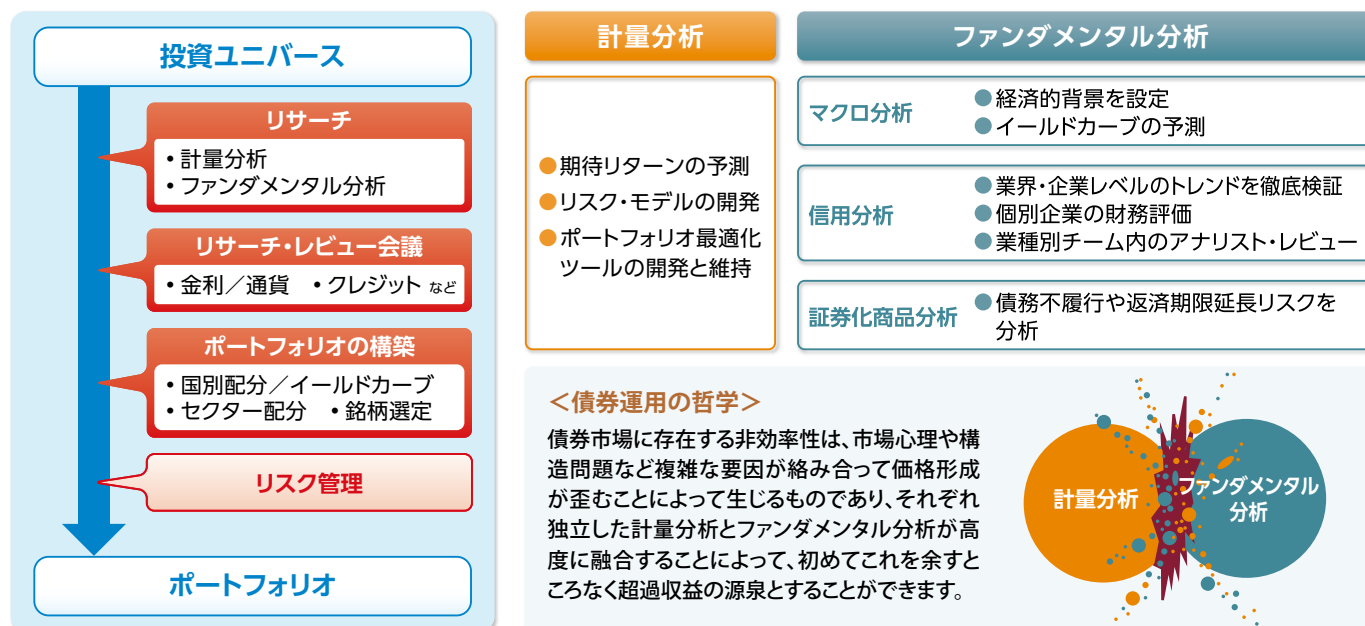 投資ユニバース
リサーチ
• 計量分析
• ファンダメンタル分析
リサーチ・レビュー会議
• 金利／通貨 • クレジット など
ポートフォリオの構築
• 国別配分／イールドカーブ
• セクター配分 • 銘柄選定
リスク管理
ポートフォリオ
計量分析
●期待リターンの予測
●リスク・モデルの開発
●ポートフォリオ最適化
ツールの開発と維持
ファンダメンタル分析
マクロ分析
●経済的背景を設定
●イールドカーブの予測
信用分析
●業界・企業レベルのトレンドを徹底検証
●個別企業の財務評価
●業種別チーム内のアナリスト・レビュー
証券化商品分析
●債務不履行や返済期限延長リスクを
分析
＜債券運用の哲学＞
債券市場に存在する非効率性は、市場心理や構
造問題など複雑な要因が絡み合って価格形成
が歪むことによって生じるものであり、それぞれ
独立した計量分析とファンダメンタル分析が高
度に融合することによって、初めてこれを余すと
ころなく超過収益の源泉とすることができます。
計量分析
ファンダメンタル
分析